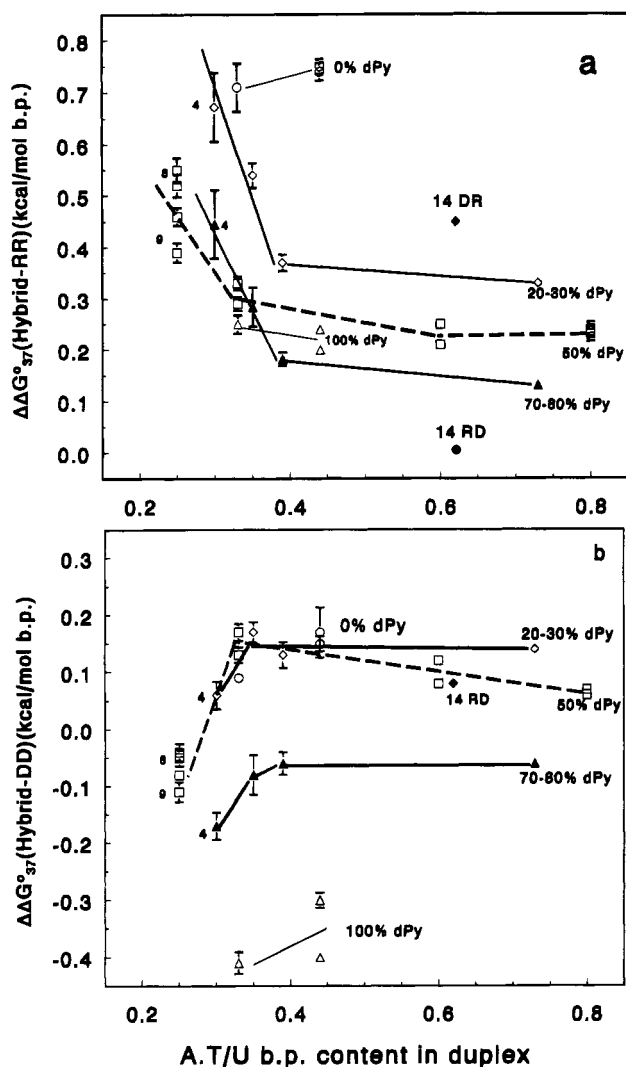 ΔΔG°37(Hybrid-RR)(kcal/mol b.p.)
a
0.8
0.7
0.6
0.5
0.4
0.3
0.2
0.1
0.0
4
0% dPy
8
9
4
14 DR
20-30% dPy
100% dPy
50% dPy
70-80% dPy
14 RD
0.2 0.4 0.6 0.8
ΔΔG°37(Hybrid-DD)(kcal/mol b.p.)
b
0.3
0.2
0.1
0.0
-0.1
-0.2
-0.3
-0.4
0% dPy
20-30% dPy
4
14 RD
50% dPy
8
9
70-80% dPy
4
100% dPy
0.2 0.4 0.6 0.8
A.T/U b.p. content in duplex